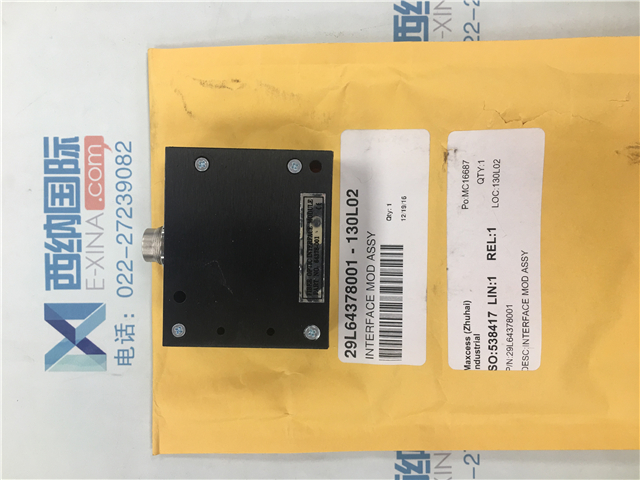 西纳国际
E-XINA.com
电话: 022-27239082
29L64378001 - 130L02
INTERFACE MOD ASSY
Qty: 1
12:19:16
Po:MC16687
QTY:1
LOC:130L02
Maxcess (Zhuhai)
Industrial
SO:538417 LIN:1 REL:1
P/N:29L64378001
DESC:INTERFACE MOD ASSY